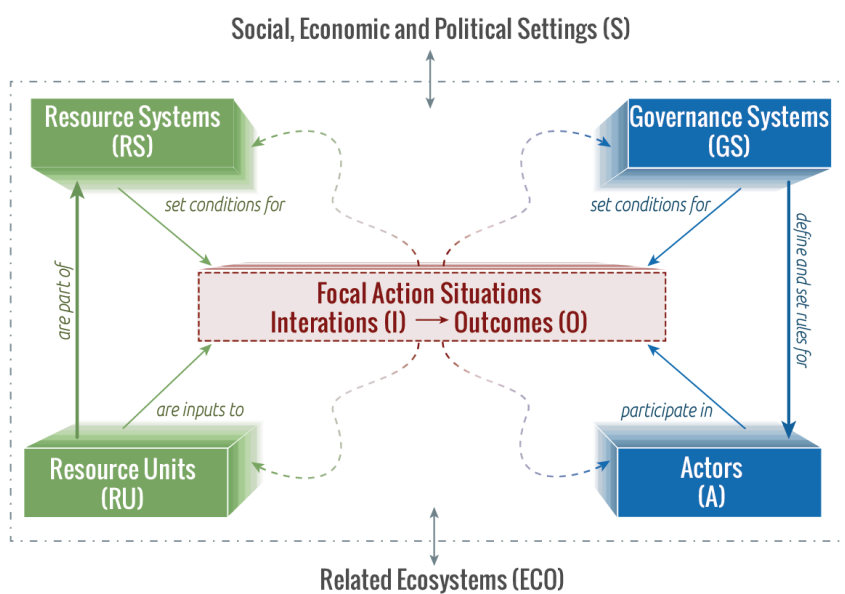 Social, Economic and Political Settings (S)
Resource Systems
(RS)
Governance Systems
(GS)
set conditions for
set conditions for
are part of
define and set rules for
Focal Action Situations
Interations (I) → Outcomes (O)
are inputs to
participate in
Resource Units
(RU)
Actors
(A)
Related Ecosystems (ECO)